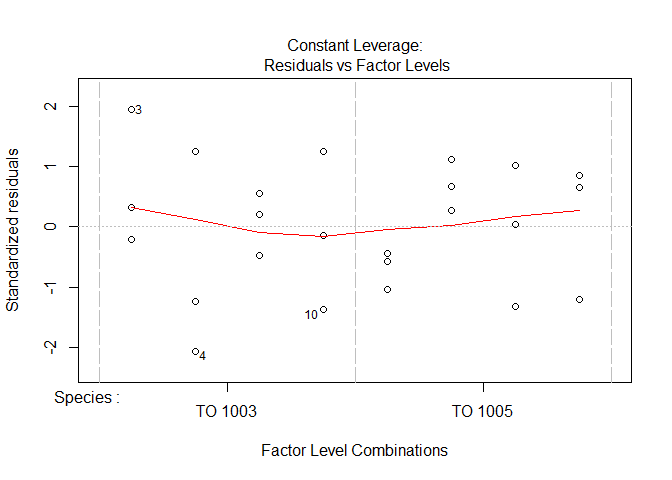 Constant Leverage:
Residuals vs Factor Levels
Standardized residuals
2
1
0
-1
-2
3
4
10
Species :
TO 1003
TO 1005
Factor Level Combinations